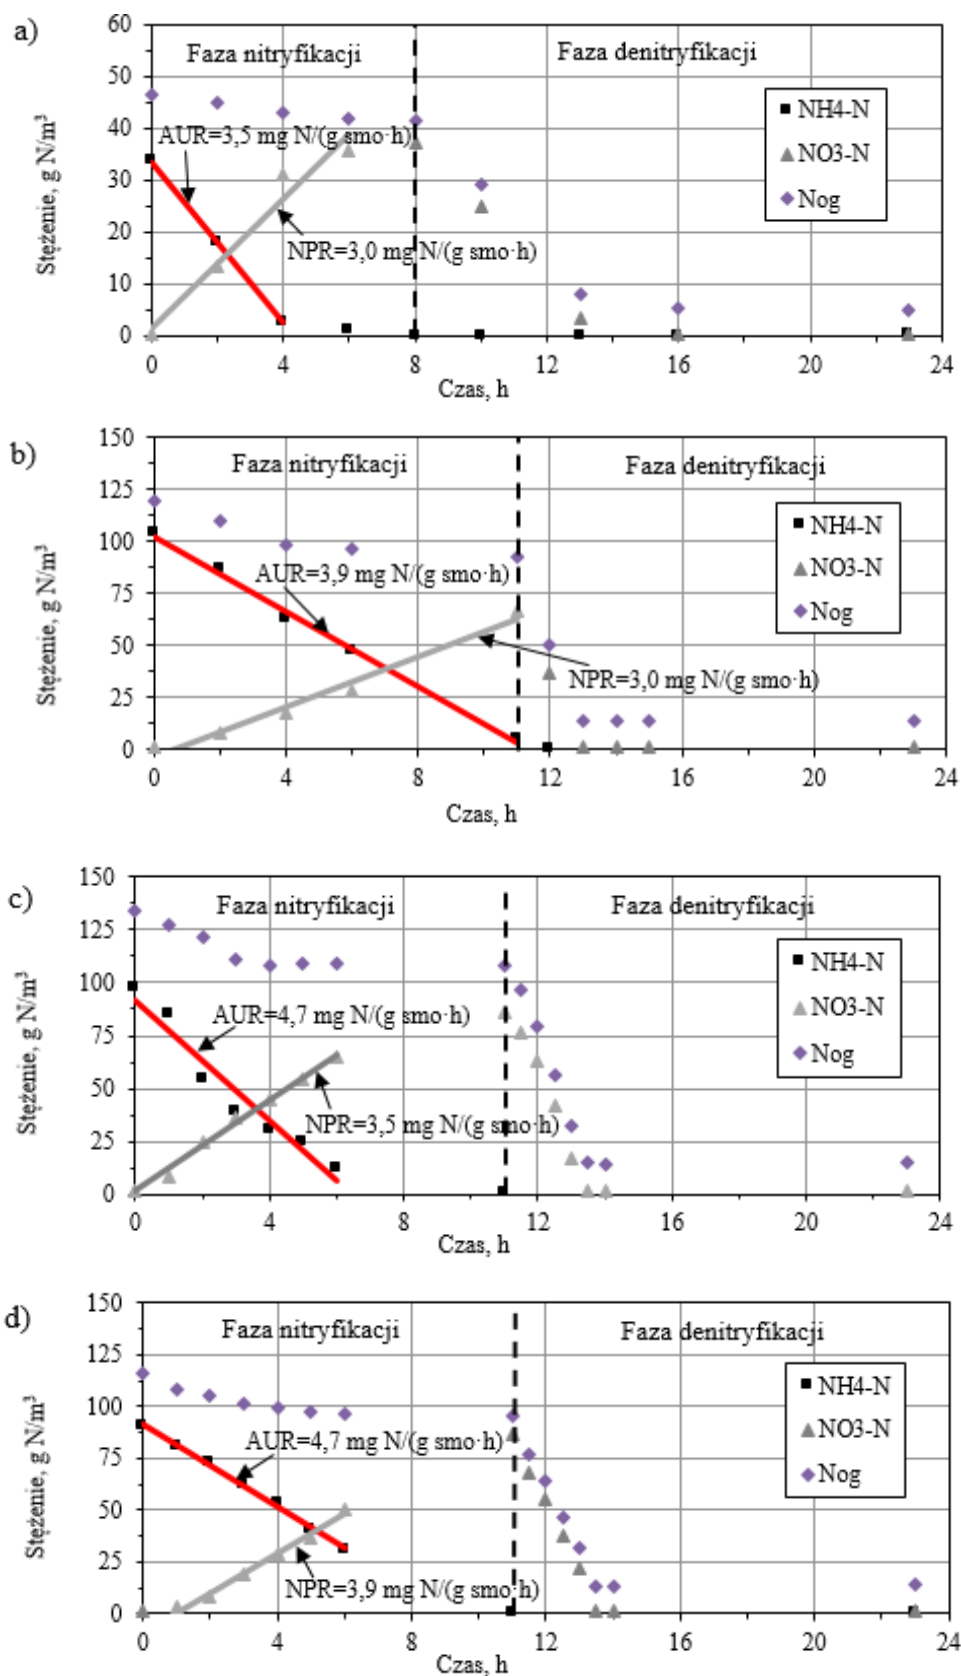 a)
60
50
40
30
20
10
0
Stężenie, g N/m³
Faza nitryfikacji
Faza denitryfikacji
AUR=3,5 mg N/(g smo·h)
NPR=3,0 mg N/(g smo·h)
NH4-N
NO3-N
Nog
0 4 8 12 16 20 24
Czas, h
b)
150
125
100
75
50
25
0
Stężenie, g N/m³
Faza nitryfikacji
Faza denitryfikacji
AUR=3,9 mg N/(g smo·h)
NPR=3,0 mg N/(g smo·h)
NH4-N
NO3-N
Nog
0 4 8 12 16 20 24
Czas, h
c)
150
125
100
75
50
25
0
Stężenie, g N/m³
Faza nitryfikacji
Faza denitryfikacji
AUR=4,7 mg N/(g smo·h)
NPR=3,5 mg N/(g smo·h)
NH4-N
NO3-N
Nog
0 4 8 12 16 20 24
Czas, h
d)
150
125
100
75
50
25
0
Stężenie, g N/m³
Faza nitryfikacji
Faza denitryfikacji
AUR=4,7 mg N/(g smo·h)
NPR=3,9 mg N/(g smo·h)
NH4-N
NO3-N
Nog
0 4 8 12 16 20 24
Czas, h